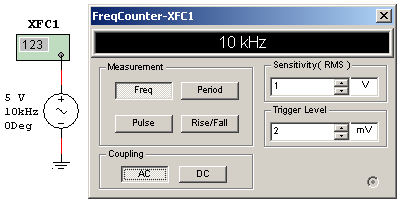 XFC1
123
5 V
10kHz
0Deg
FreqCounter-XFC1
10 kHz
Measurement
Freq
Period
Pulse
Rise/Fall
Coupling
AC
DC
Sensitivity( RMS )
1
V
Trigger Level
2
mV